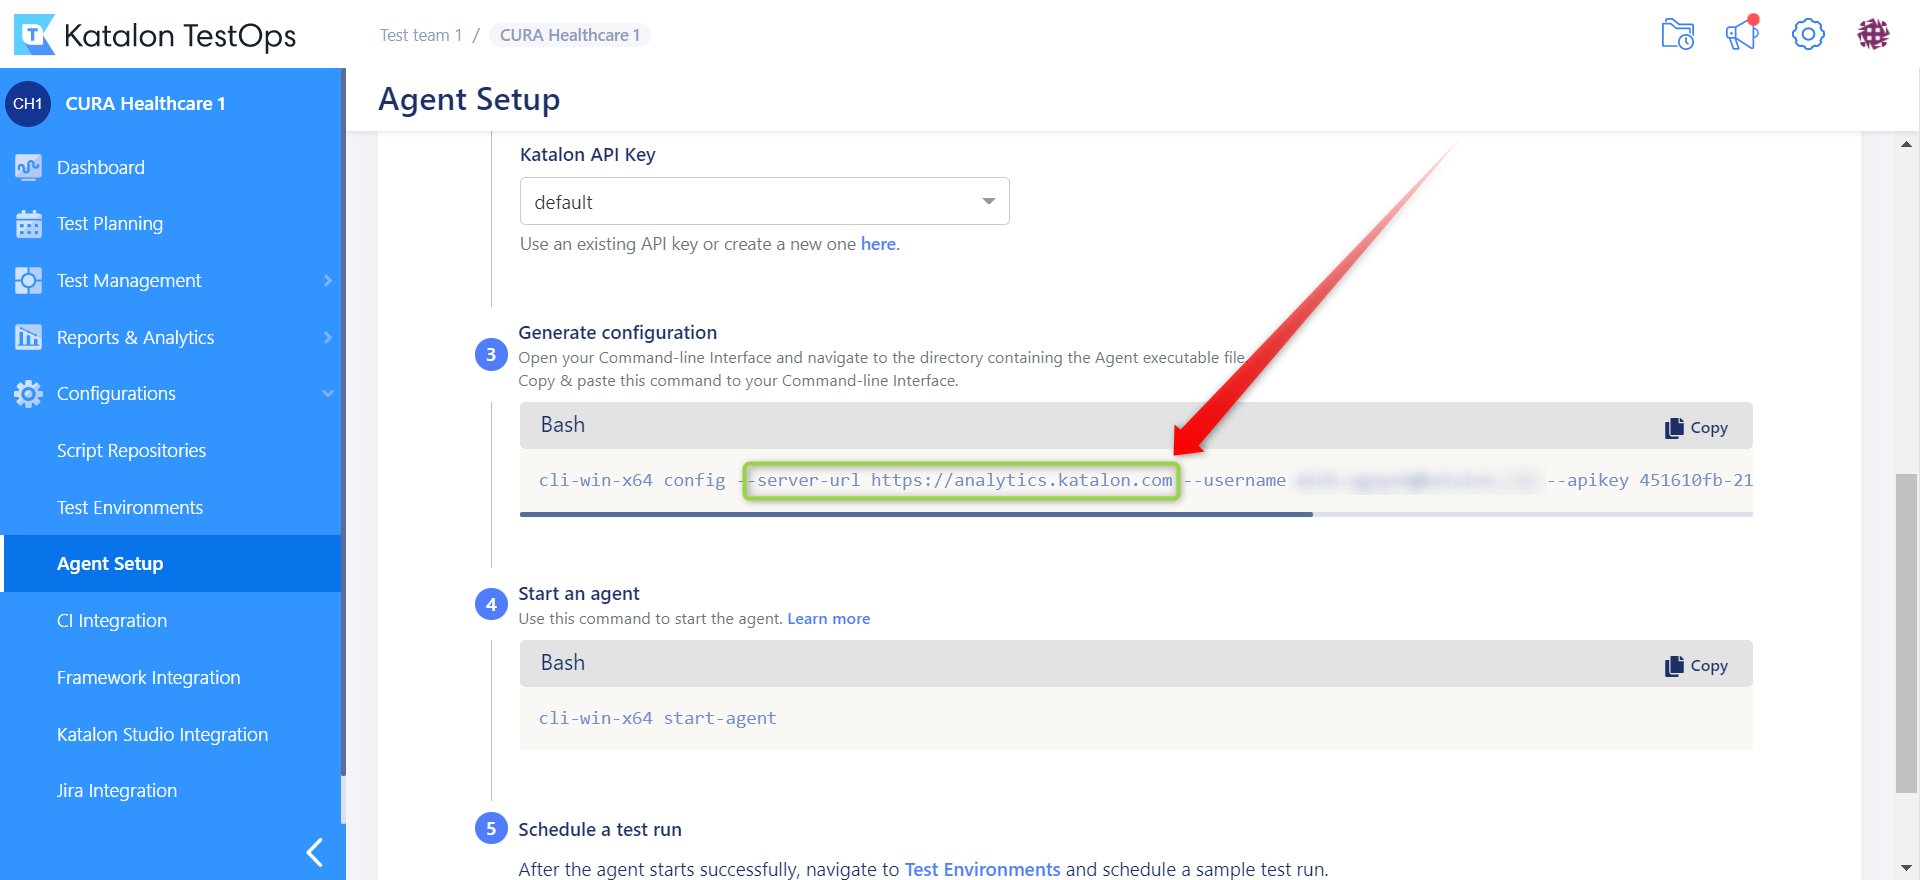 Katalon TestOps
Test team 1 / CURA Healthcare 1
CH1 CURA Healthcare 1
Dashboard
Test Planning
Test Management
Reports & Analytics
Configurations
Script Repositories
Test Environments
Agent Setup
CI Integration
Framework Integration
Katalon Studio Integration
Jira Integration
Agent Setup
Katalon API Key
default
Use an existing API key or create a new one here.
3 Generate configuration
Open your Command-line Interface and navigate to the directory containing the Agent executable file.
Copy & paste this command to your Command-line Interface.
Bash
Copy
cli-win-x64 config --server-url https://analytics.katalon.com --username --apikey 451610fb-21
4 Start an agent
Use this command to start the agent. Learn more
Bash
Copy
cli-win-x64 start-agent
5 Schedule a test run
After the agent starts successfully, navigate to Test Environments and schedule a sample test run.